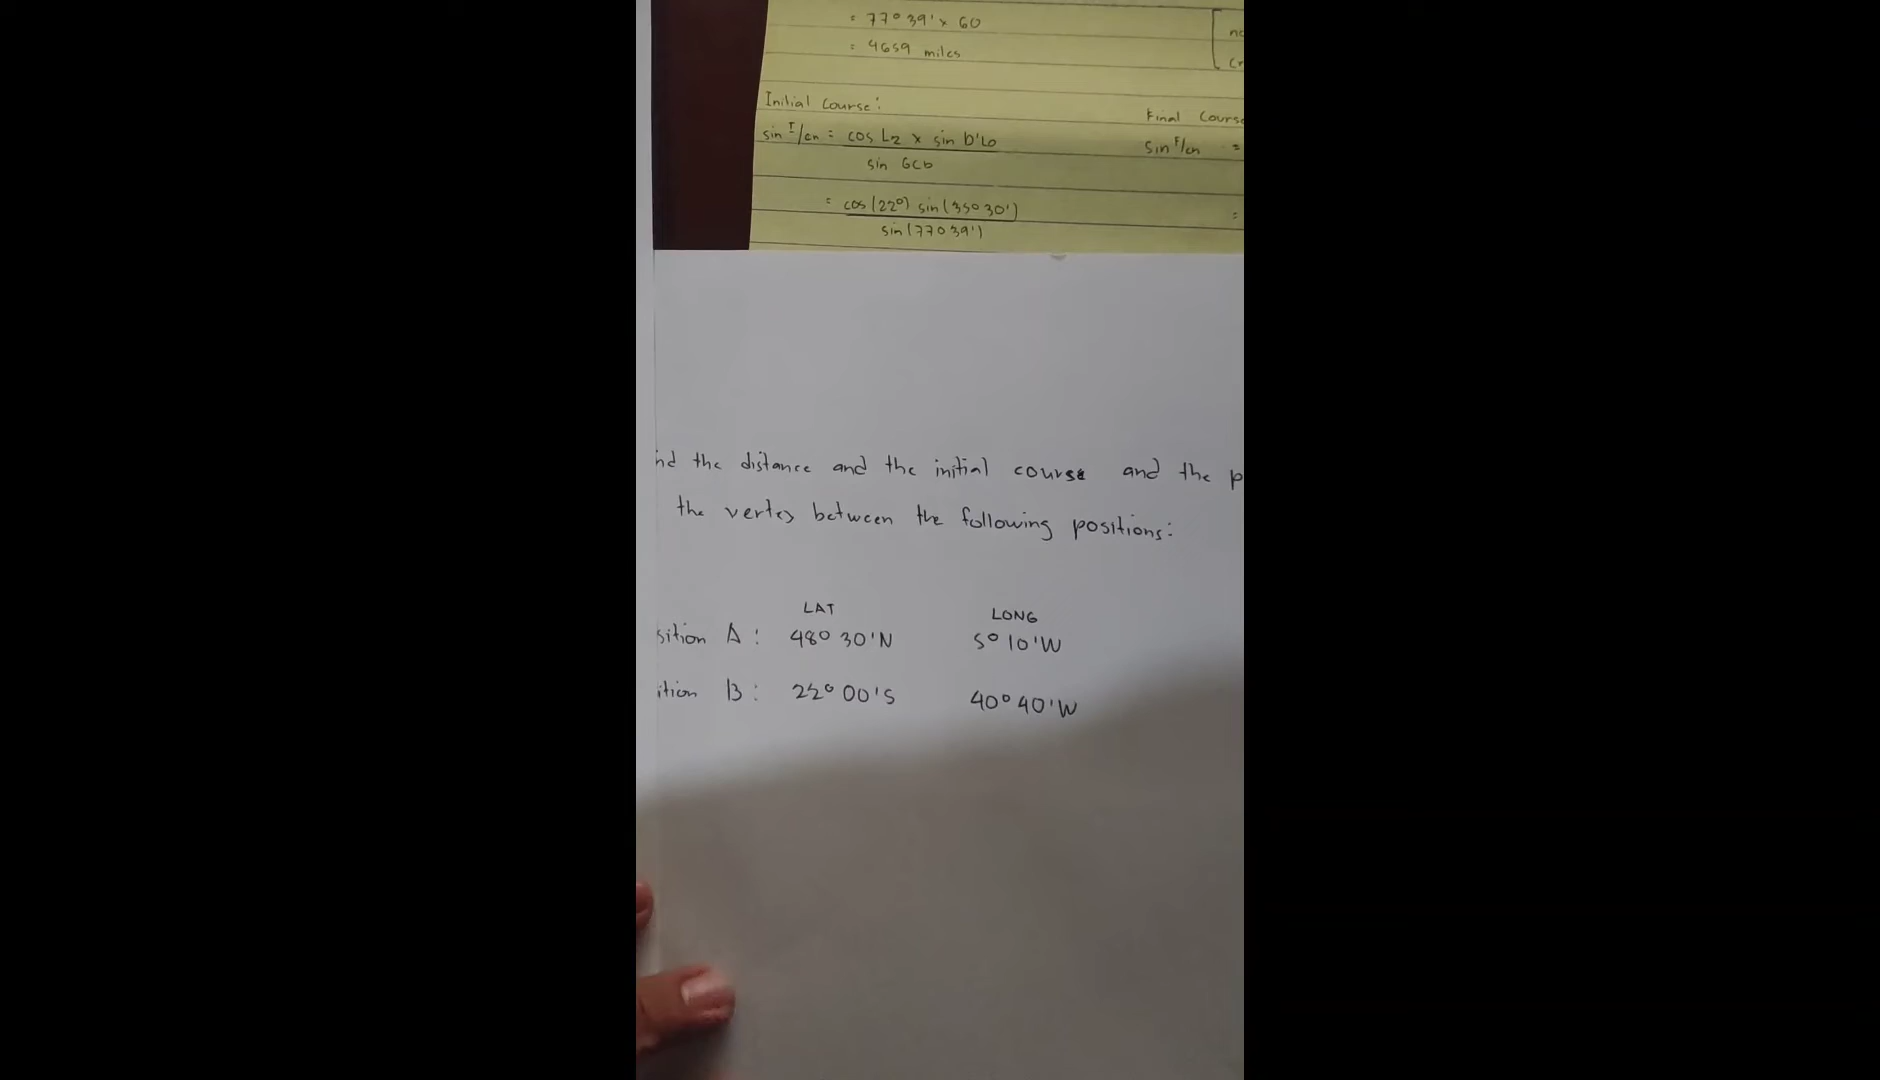 = 77° 39' x 60
= 4659 miles
Initial Course:
Final Course
sin I/cn = cos L2 x sin D'Lo
sin GCD
sin F/cn =
= cos (22°) sin (35° 30')
sin (77° 39')
=
nd the distance and the initial course and the p
the vertex between the following positions:
LAT LONG
sition A: 48° 30'N 5° 10'W
ition B: 22° 00'S 40° 40'W